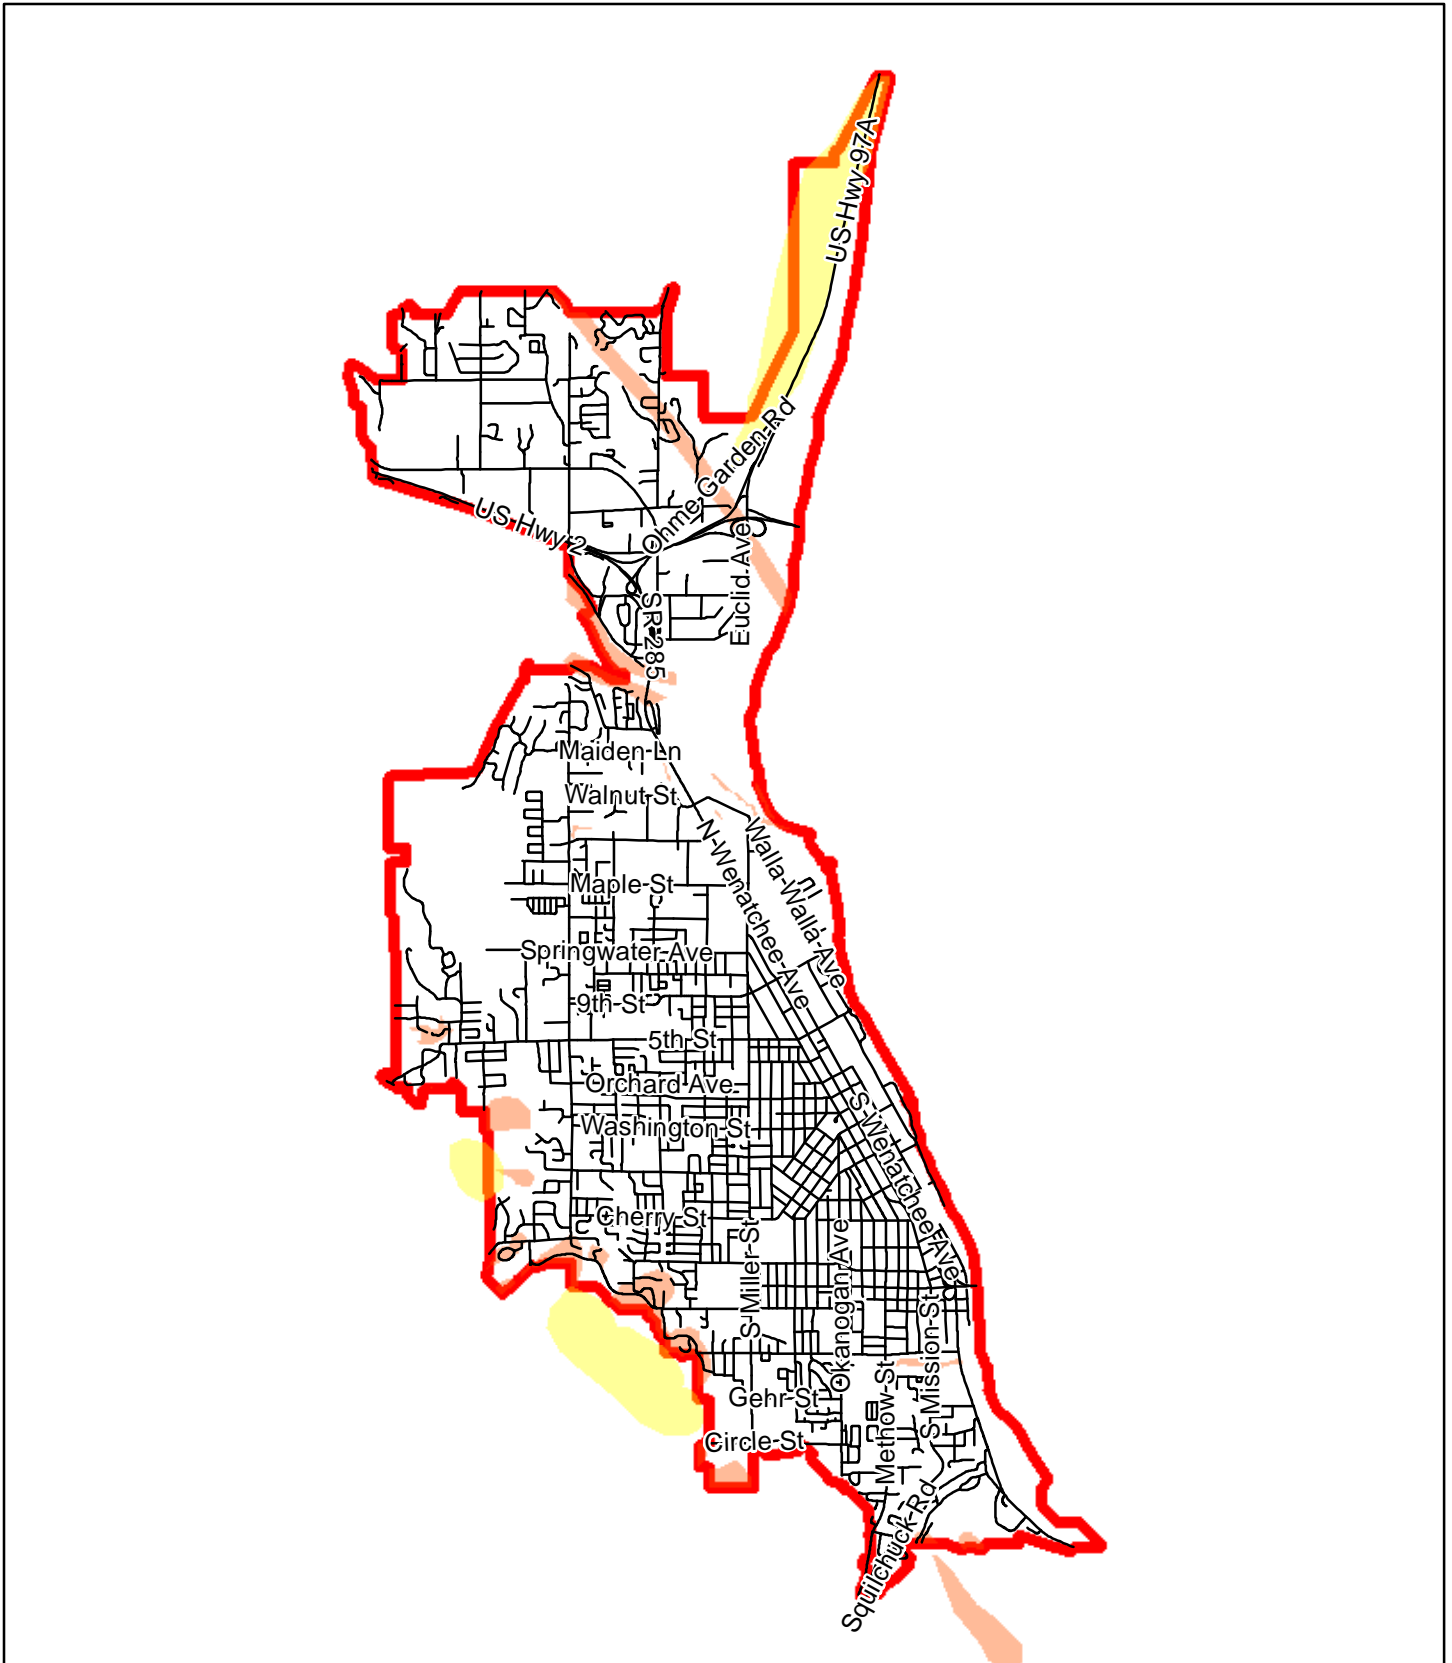 US Hwy 97A
Ohme Garden Rd
US Hwy 2
Euclid Ave
SR 285
Maiden Ln
Walnut St
N Wenatchee Ave
Walla Walla Ave
Maple St
Springwater Ave
9th St
5th St
Orchard Ave
S Wenatchee Ave
Washington St
Cherry St
S Miller St
Okanogan Ave
S Mission St
Methow St
Gehr St
Circle St
Squilchuck Rd